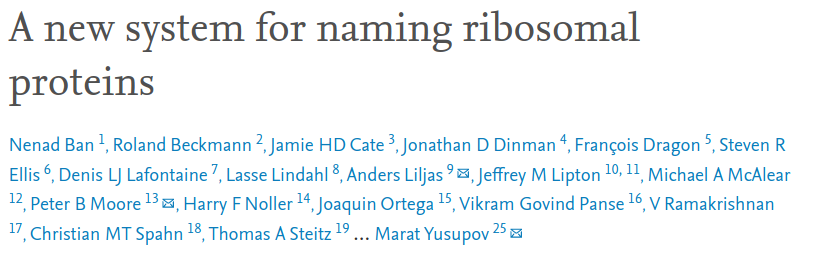 A new system for naming ribosomal
proteins
Nenad Ban 1, Roland Beckmann 2, Jamie HD Cate 3, Jonathan D Dinman 4, François Dragon 5, Steven R
Ellis 6, Denis LJ Lafontaine 7, Lasse Lindahl 8, Anders Liljas 9 ✉, Jeffrey M Lipton 10, 11, Michael A McAlear
12, Peter B Moore 13 ✉, Harry F Noller 14, Joaquin Ortega 15, Vikram Govind Panse 16, V Ramakrishnan
17, Christian MT Spahn 18, Thomas A Steitz 19 … Marat Yusupov 25 ✉